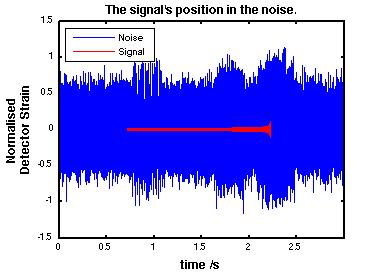 The signal's position in the noise.
Noise
Signal
Normalised
Detector Strain
1.5
1
0.5
0
-0.5
-1
-1.5
0
0.5
1
1.5
2
2.5
time /s